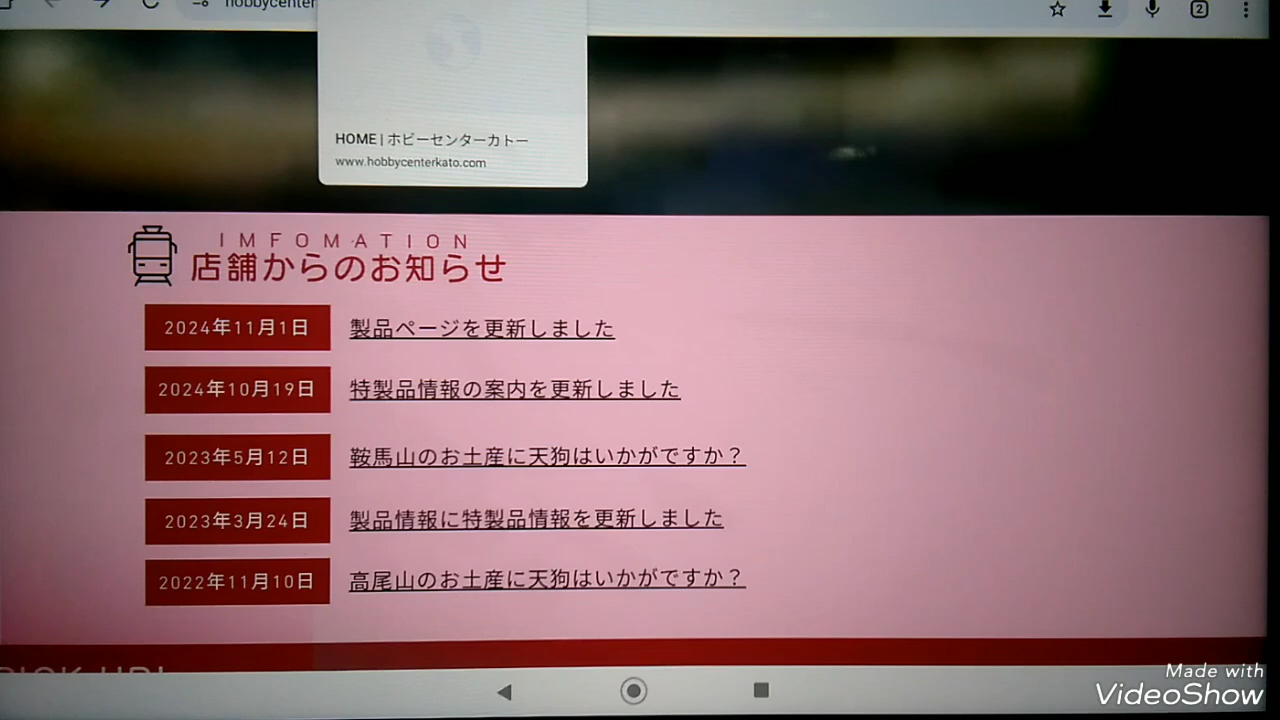 hobbycenter
2
HOME | ホビーセンターカトー
www.hobbycenterkato.com
IMFOMATION
店舗からのお知らせ
2024年11月1日 製品ページを更新しました
2024年10月19日 特製品情報の案内を更新しました
2023年5月12日 鞍馬山のお土産に天狗はいかがですか？
2023年3月24日 製品情報に特製品情報を更新しました
2022年11月10日 高尾山のお土産に天狗はいかがですか？
PICK UP!
Made with
VideoShow